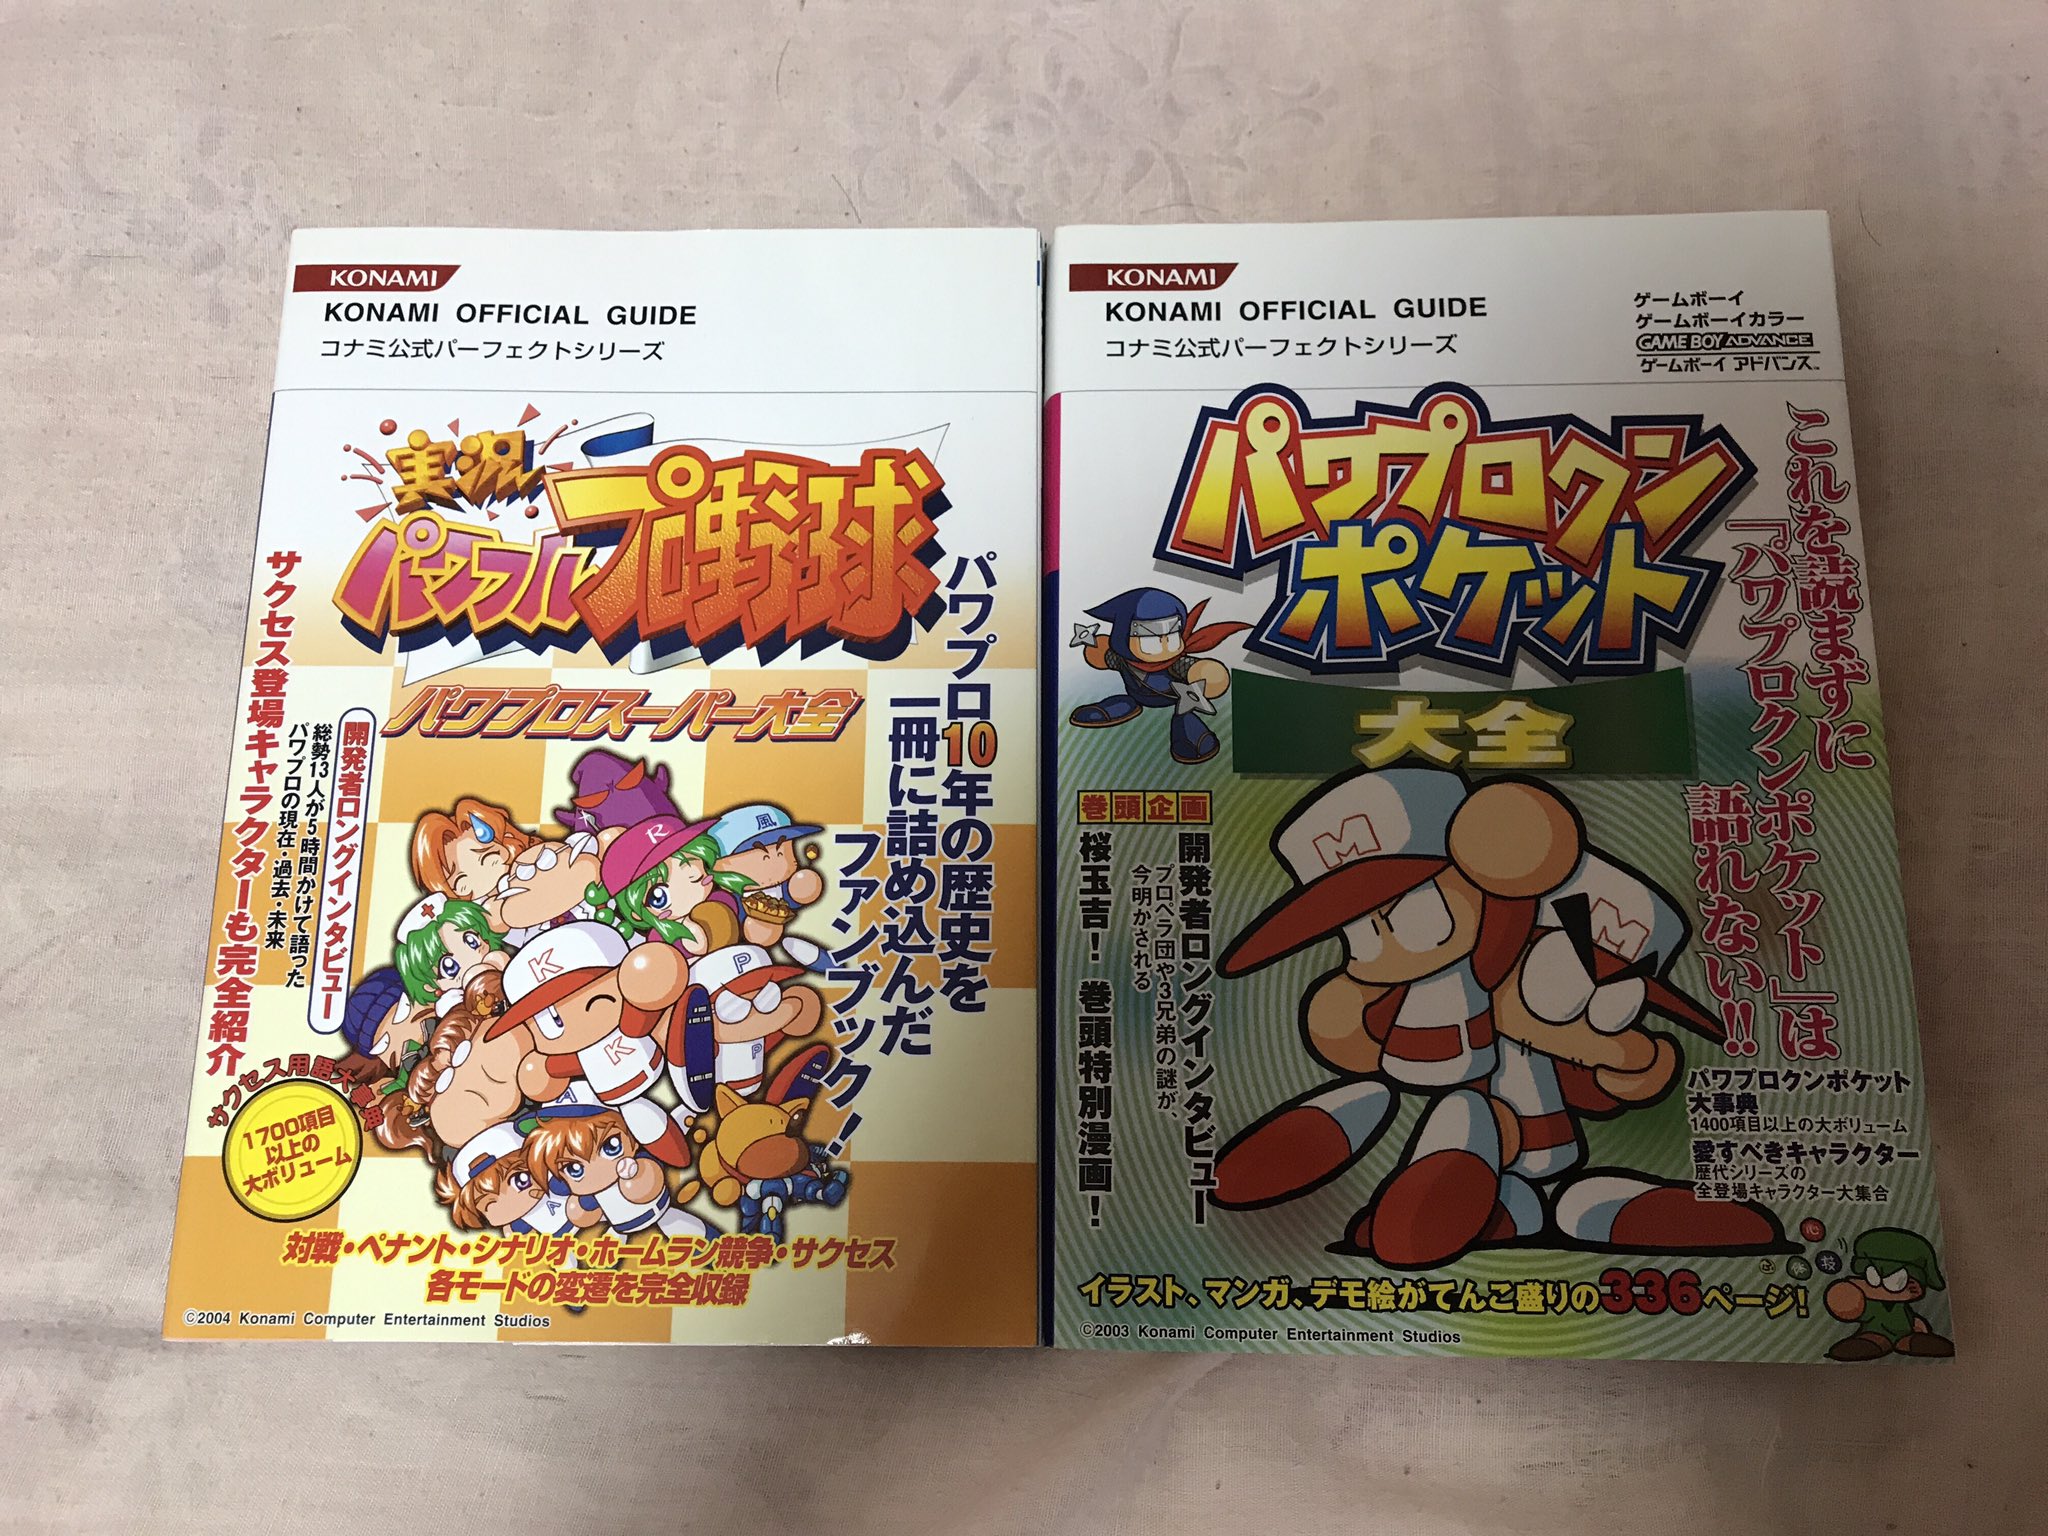 KONAMI
KONAMI OFFICIAL GUIDE
コナミ公式パーフェクトシリーズ
実況
パワフル
プロ野球
パワプロスーパー大全
パワプロ10年の歴史を
一冊に詰め込んだ
ファンブック!
サクセス登場キャラクターも完全紹介
開発者ロングインタビュー
総勢13人が5時間かけて語った
パワプロの現在・過去・未来
R
風
K
K
P
P
A
A
1700項目
以上の
大ボリューム
対戦・ペナント・シナリオ・ホームラン競争・サクセス
各モードの変遷を完全収録
©2004 Konami Computer Entertainment Studios
KONAMI
KONAMI OFFICIAL GUIDE
コナミ公式パーフェクトシリーズ
ゲームボーイ
ゲームボーイカラー
GAME BOY ADVANCE
ゲームボーイ アドバンス™
パワプロクン
ポケット
大全
これを読まずに
「パワプロクンポケット」は
語れない!!
巻頭企画
開発者ロングインタビュー
プロペラ団や3兄弟の謎が、
今明かされる
桜玉吉! 巻頭特別漫画!
M
M
パワプロクンポケット
大事典
1400項目以上の大ボリューム
愛すべきキャラクター
歴代シリーズの
全登場キャラクター大集合
心
技
体
イラスト、マンガ、デモ絵がてんこ盛りの336ページ!
©2003 Konami Computer Entertainment Studios